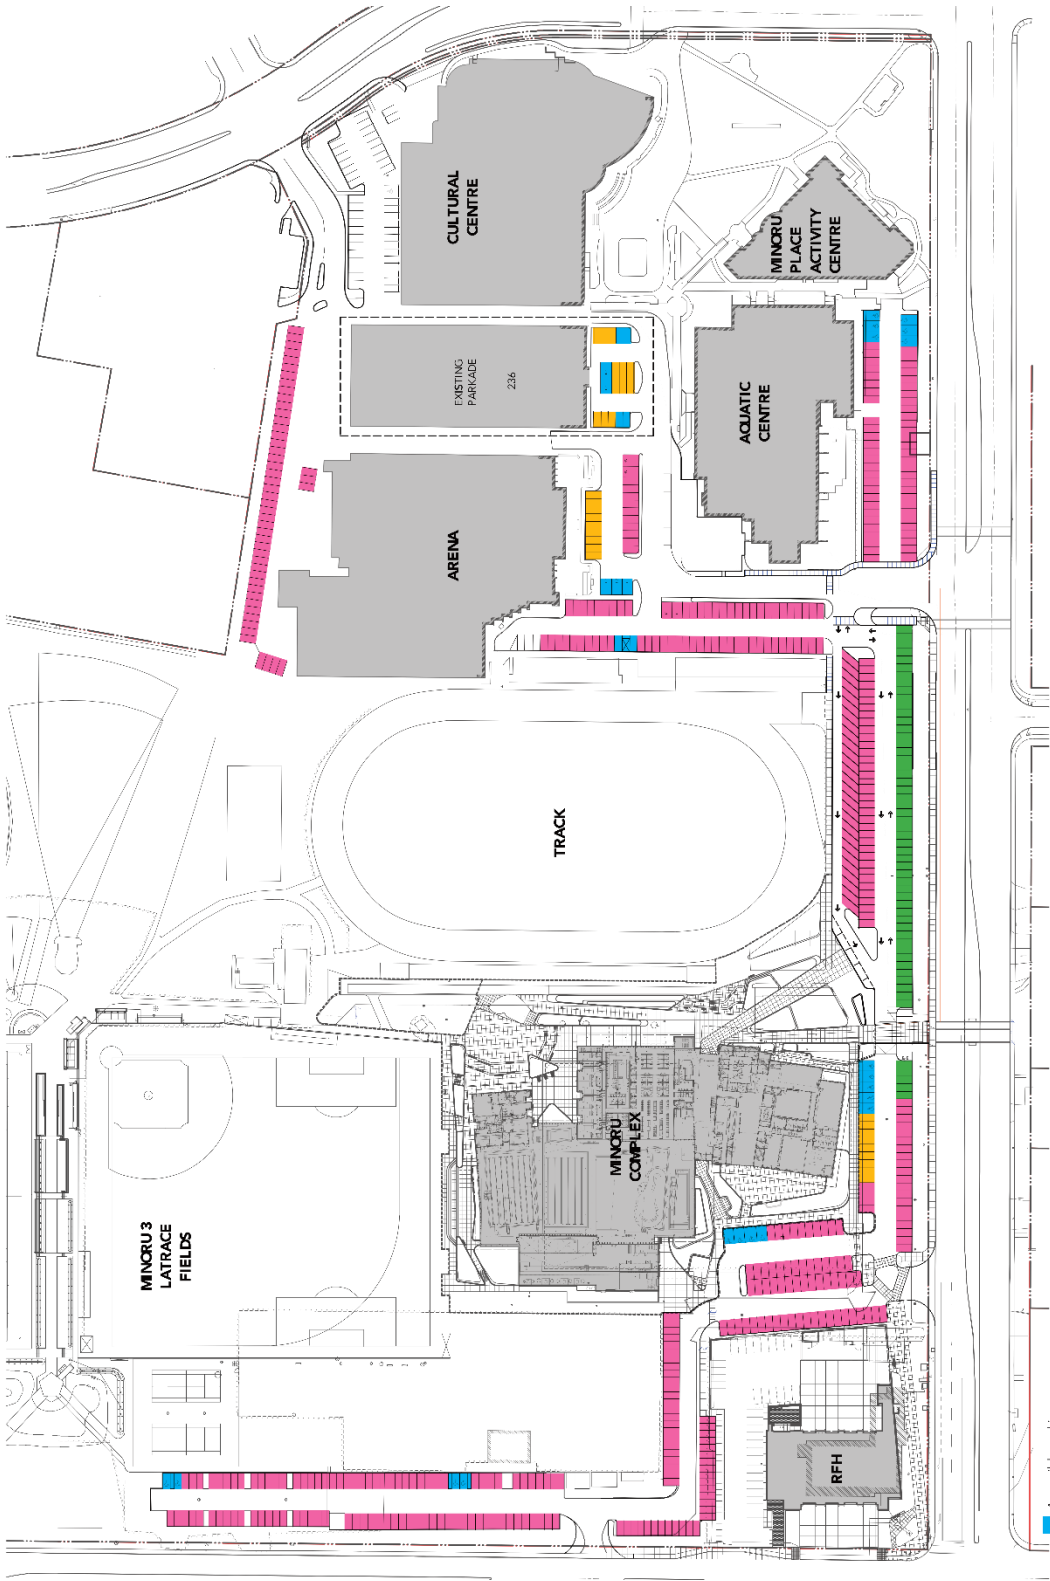 CULTURAL
CENTRE
MINORU
PLACE
ACTIVITY
CENTRE
EXISTING
PARKADE
236
AQUATIC
CENTRE
ARENA
TRACK
MINORU
COMPLEX
MINORU 3
LATRACE
FIELDS
RFH